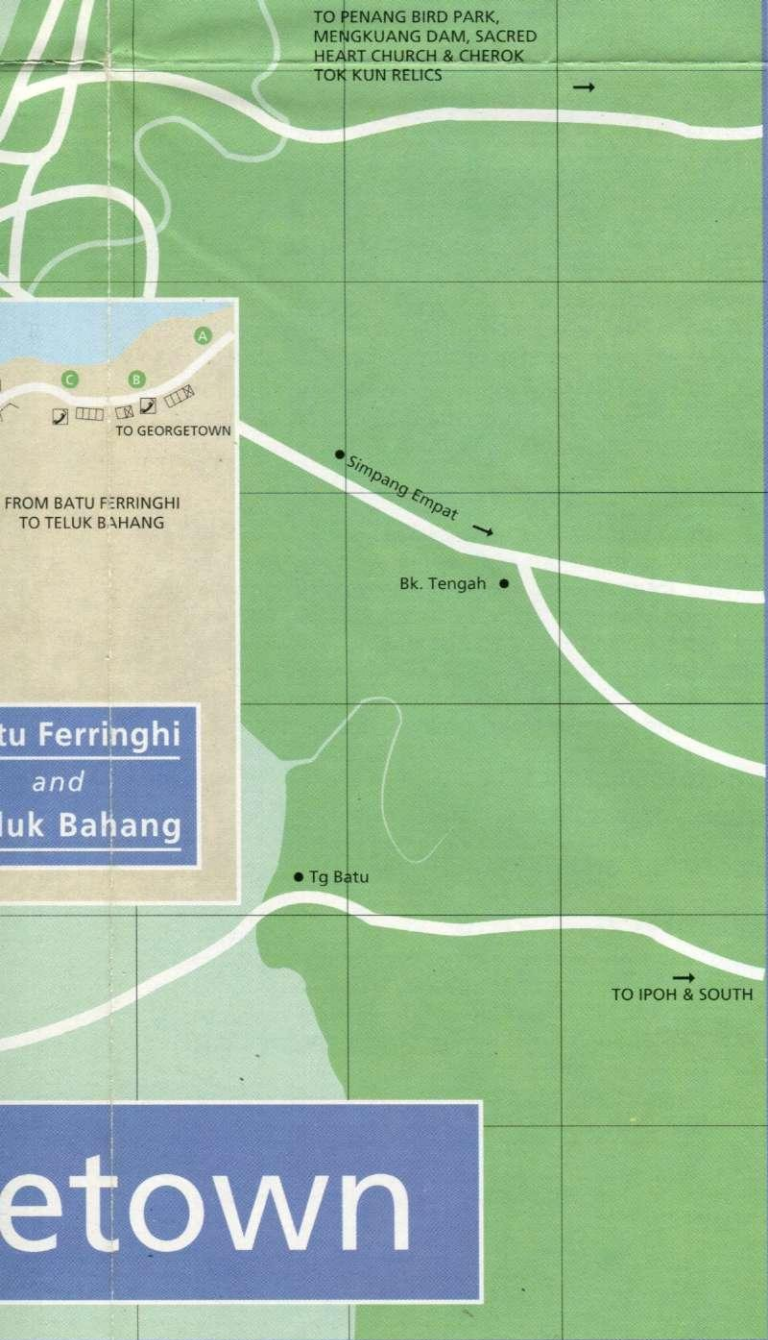 TO PENANG BIRD PARK,
MENGKUANG DAM, SACRED
HEART CHURCH & CHEROK
TOK KUN RELICS
A
C
B
TO GEORGETOWN
FROM BATU FERRINGHI
TO TELUK BAHANG
Simpang Empat
Bk. Tengah
tu Ferringhi
and
luk Bahang
Tg Batu
TO IPOH & SOUTH
etown